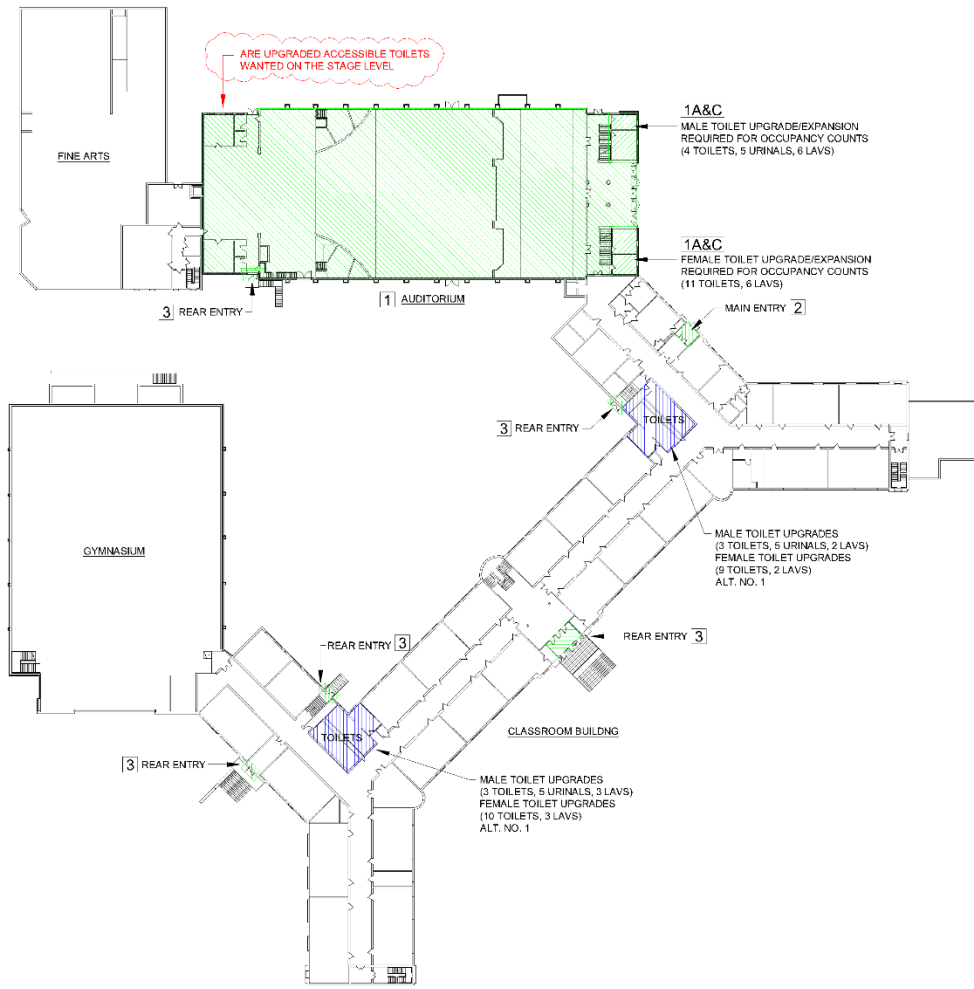 ARE UPGRADED ACCESSIBLE TOILETS
WANTED ON THE STAGE LEVEL
1A&C
MALE TOILET UPGRADE/EXPANSION
REQUIRED FOR OCCUPANCY COUNTS
(4 TOILETS, 5 URINALS, 6 LAVS)
FINE ARTS
1A&C
FEMALE TOILET UPGRADE/EXPANSION
REQUIRED FOR OCCUPANCY COUNTS
(11 TOILETS, 6 LAVS)
3 REAR ENTRY
1 AUDITORIUM
MAIN ENTRY 2
3 REAR ENTRY
TOILETS
MALE TOILET UPGRADES
(3 TOILETS, 5 URINALS, 2 LAVS)
FEMALE TOILET UPGRADES
(9 TOILETS, 2 LAVS)
ALT. NO. 1
GYMNASIUM
REAR ENTRY 3
REAR ENTRY 3
TOILETS
CLASSROOM BUILDNG
3 REAR ENTRY
MALE TOILET UPGRADES
(3 TOILETS, 5 URINALS, 3 LAVS)
FEMALE TOILET UPGRADES
(10 TOILETS, 3 LAVS)
ALT. NO. 1